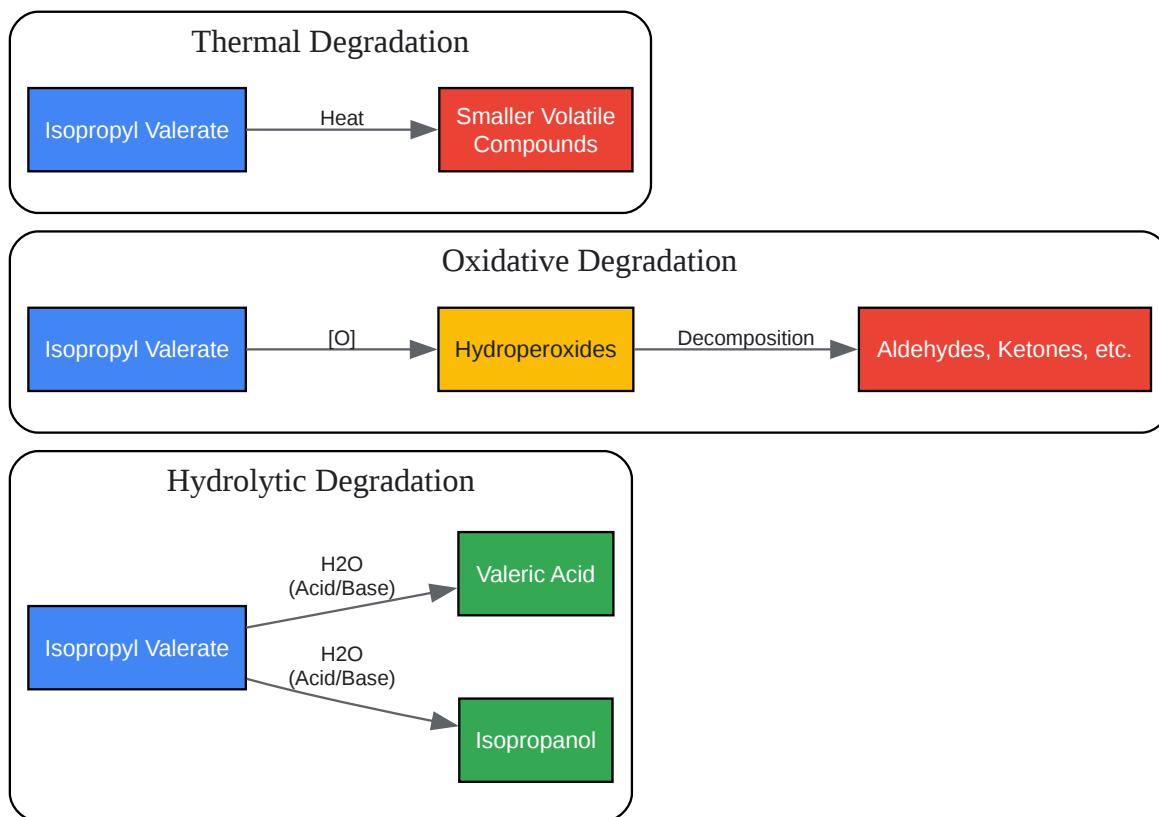 Thermal Degradation
Isopropyl Valerate
Heat
Smaller Volatile
Compounds
Oxidative Degradation
Isopropyl Valerate
[O]
Hydroperoxides
Decomposition
Aldehydes, Ketones, etc.
Hydrolytic Degradation
Isopropyl Valerate
H2O
(Acid/Base)
Valeric Acid
H2O
(Acid/Base)
Isopropanol